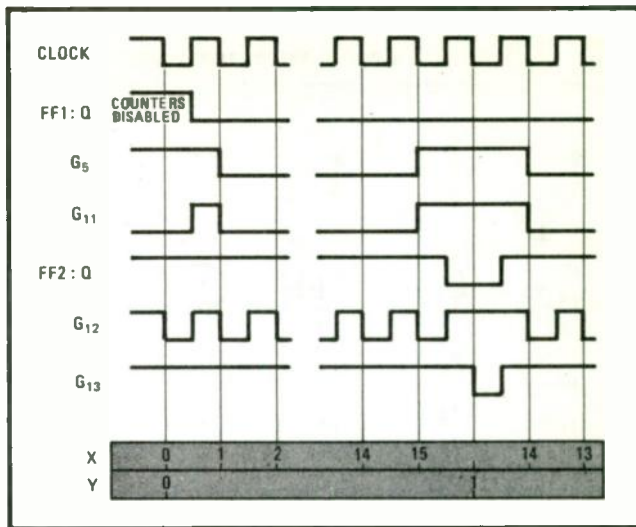 CLOCK
FF1: Q
COUNTERS
DISABLED
G5
G11
FF2: Q
G12
G13
X 0 1 2 14 15 14 13
Y 0 1